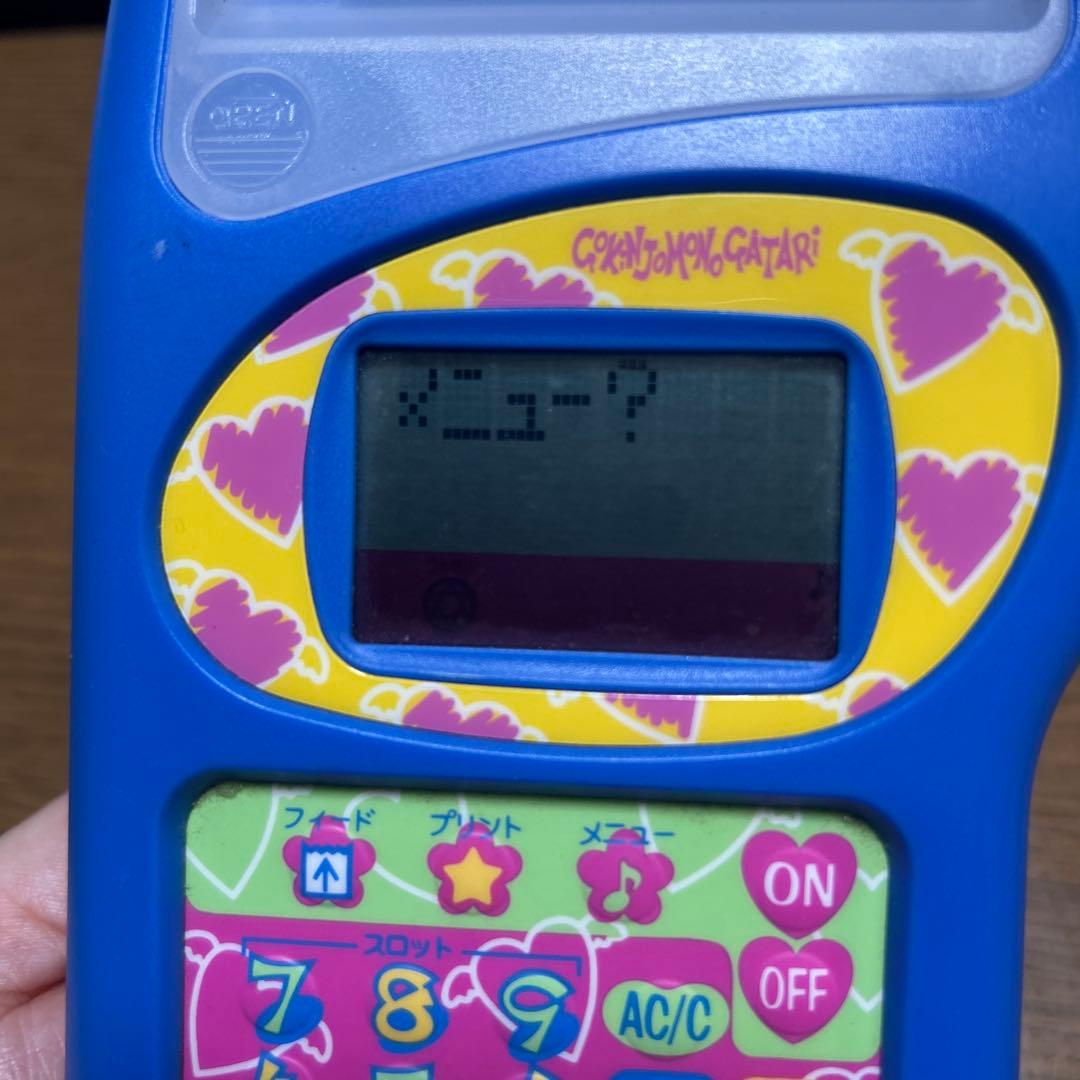 GOKINJOMONOGATARI
メニュー?
フィード プリント メニュー
ON
スロット
7 8 9 AC/C
OFF